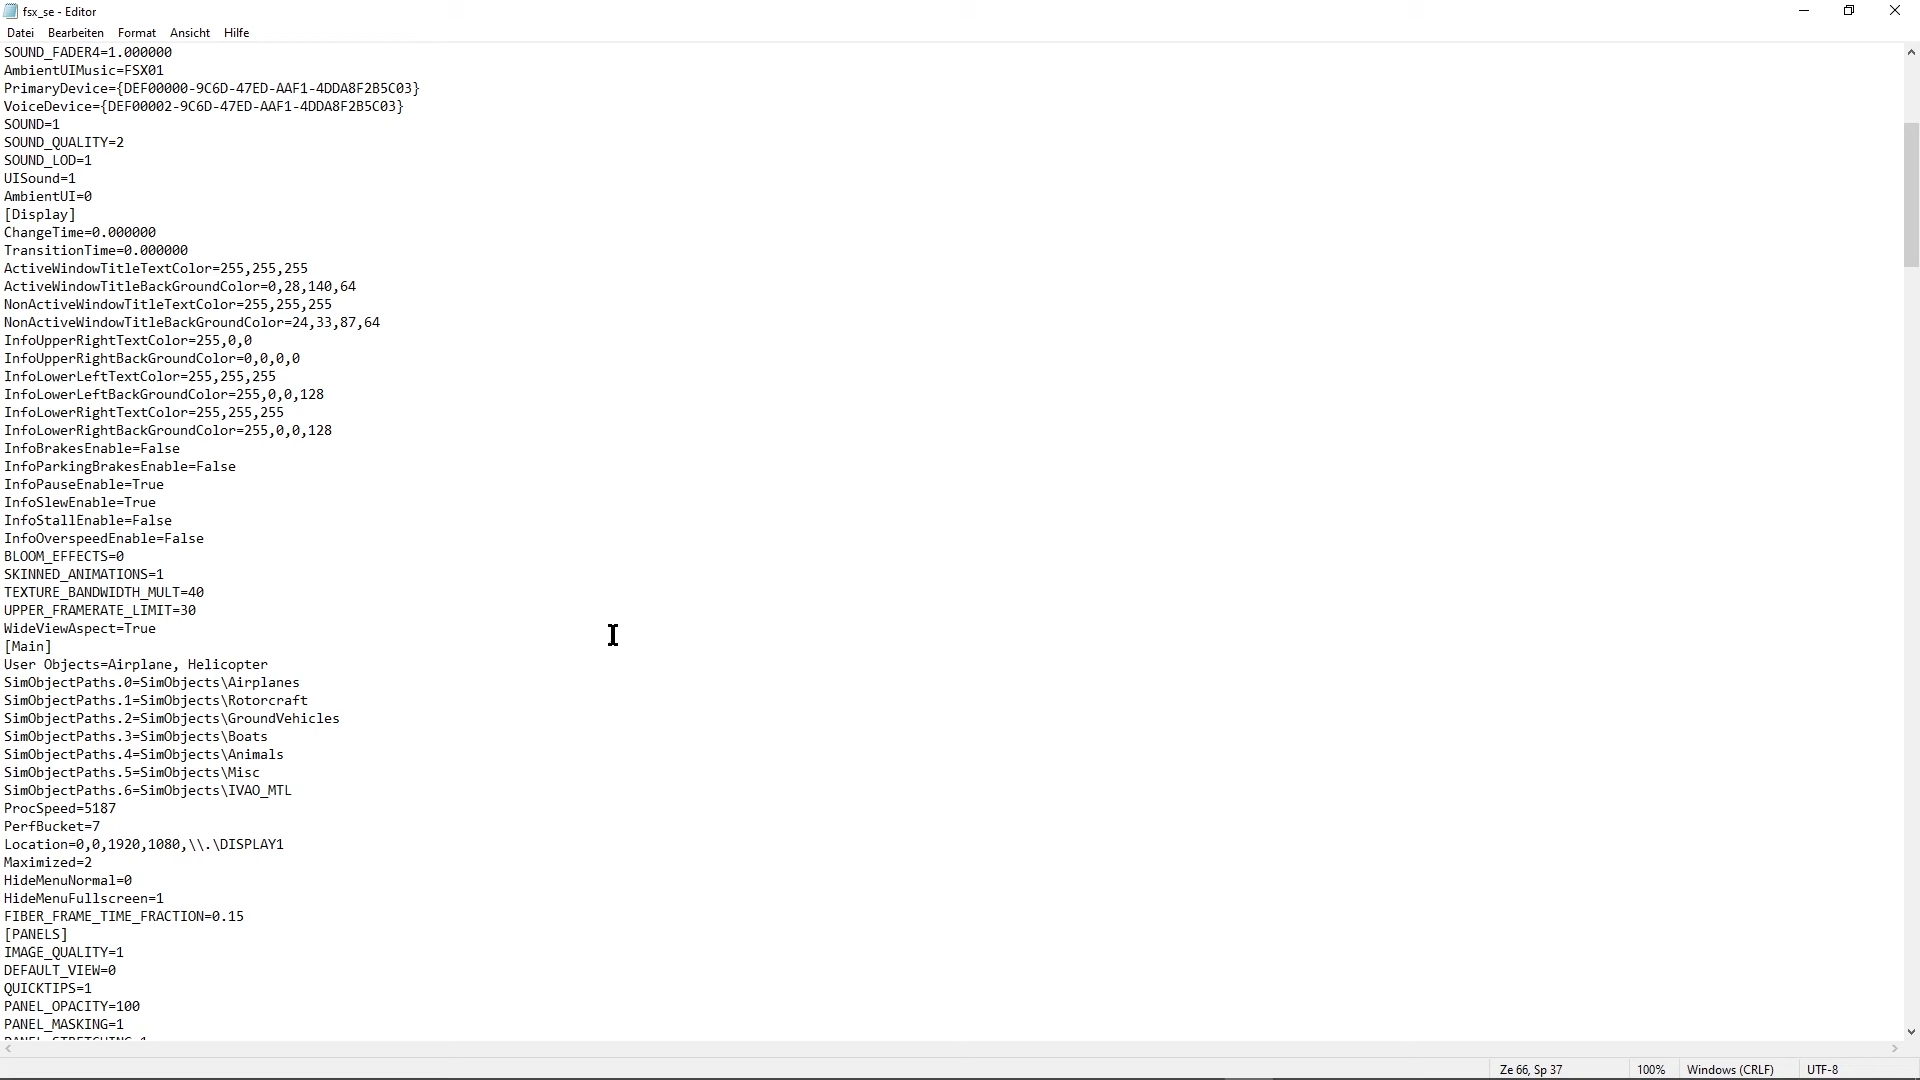 fsx_se - Editor
Datei Bearbeiten Format Ansicht Hilfe
SOUND_FADER4=1.000000
AmbientUIMusic=FSX01
PrimaryDevice={DEF00000-9C6D-47ED-AAF1-4DDA8F2B5C03}
VoiceDevice={DEF00002-9C6D-47ED-AAF1-4DDA8F2B5C03}
SOUND=1
SOUND_QUALITY=2
SOUND_LOD=1
UISound=1
AmbientUI=0
[Display]
ChangeTime=0.000000
TransitionTime=0.000000
ActiveWindowTitleTextColor=255,255,255
ActiveWindowTitleBackGroundColor=0,28,140,64
NonActiveWindowTitleTextColor=255,255,255
NonActiveWindowTitleBackGroundColor=24,33,87,64
InfoUpperRightTextColor=255,0,0
InfoUpperRightBackGroundColor=0,0,0,0
InfoLowerLeftTextColor=255,255,255
InfoLowerLeftBackGroundColor=255,0,0,128
InfoLowerRightTextColor=255,255,255
InfoLowerRightBackGroundColor=255,0,0,128
InfoBrakesEnable=False
InfoParkingBrakesEnable=False
InfoPauseEnable=True
InfoSlewEnable=True
InfoStallEnable=False
InfoOverspeedEnable=False
BLOOM_EFFECTS=0
SKINNED_ANIMATIONS=1
TEXTURE_BANDWIDTH_MULT=40
UPPER_FRAMERATE_LIMIT=30
WideViewAspect=True
[Main]
User Objects=Airplane, Helicopter
SimObjectPaths.0=SimObjects\Airplanes
SimObjectPaths.1=SimObjects\Rotorcraft
SimObjectPaths.2=SimObjects\GroundVehicles
SimObjectPaths.3=SimObjects\Boats
SimObjectPaths.4=SimObjects\Animals
SimObjectPaths.5=SimObjects\Misc
SimObjectPaths.6=SimObjects\IVAO_MTL
ProcSpeed=5187
PerfBucket=7
Location=0,0,1920,1080,\\.\DISPLAY1
Maximized=2
HideMenuNormal=0
HideMenuFullscreen=1
FIBER_FRAME_TIME_FRACTION=0.15
[PANELS]
IMAGE_QUALITY=1
DEFAULT_VIEW=0
QUICKTIPS=1
PANEL_OPACITY=100
PANEL_MASKING=1
Ze 66, Sp 37 100% Windows (CRLF) UTF-8